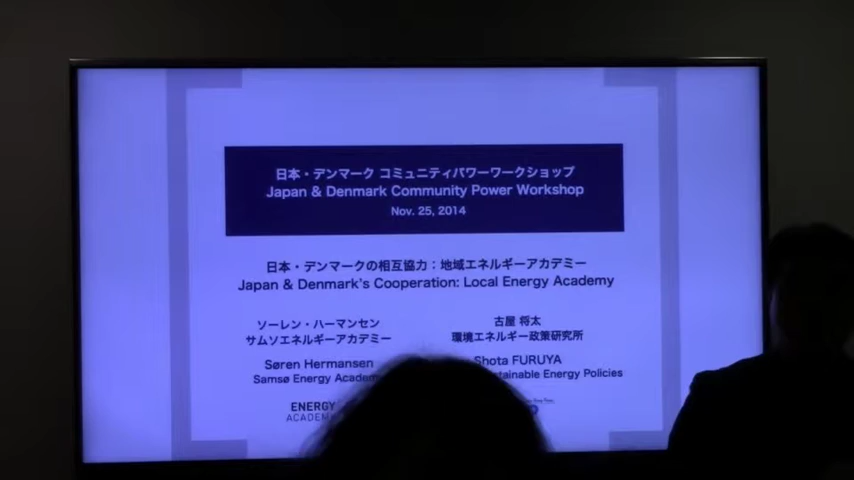 日本・デンマーク コミュニティパワーワークショップ
Japan & Denmark Community Power Workshop
Nov. 25, 2014
日本・デンマークの相互協力：地域エネルギーアカデミー
Japan & Denmark's Cooperation: Local Energy Academy
ソーレン・ハーマンセン
サムソエネルギーアカデミー
Søren Hermansen
Samsø Energy
古屋 将太
環境エネルギー政策研究所
Shota FURUYA
Energy Policies
ENERGY